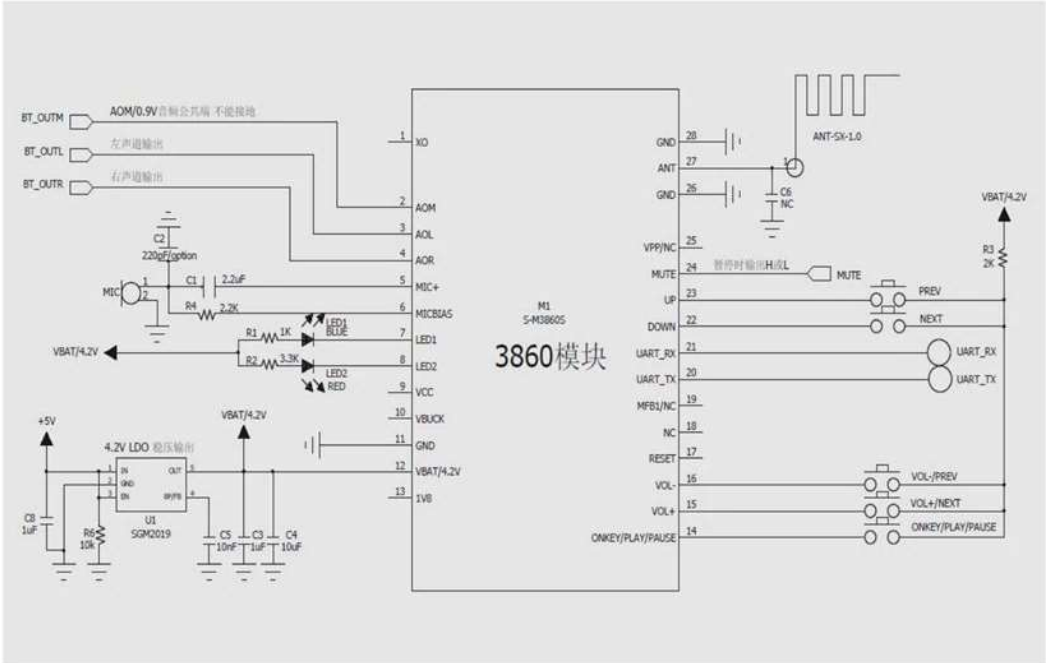 BT_OUTM
AOM/0.9V音频公共端 不能接地
BT_OUTL
左声道输出
BT_OUTR
右声道输出
C2
220pF/option
MIC
1
2
C1
2.2uF
R4
2.2K
LED1
BLUE
R1
1K
VBAT/4.2V
R2
3.3K
LED2
RED
+5V
VBAT/4.2V
4.2V LDO 稳压输出
1
IN
OUT
5
2
GND
3
EN
BP/FB
4
U1
SGM2019
C8
1uF
R6
10k
C5
10nF
C3
1uF
C4
10uF
1
XO
2
AOM
3
AOL
4
AOR
5
MIC+
6
MICBIAS
7
LED1
8
LED2
9
VCC
10
VBUCK
11
GND
12
VBAT/4.2V
13
1V8
M1
S-M3860S
3860模块
GND
28
ANT
27
GND
26
VPP/NC
25
MUTE
24
UP
23
DOWN
22
UART_RX
21
UART_TX
20
MFB1/NC
19
NC
18
RESET
17
VOL-
16
VOL+
15
ONKEY/PLAY/PAUSE
14
ANT-SX-1.0
1
C6
NC
VBAT/4.2V
R3
2K
暂停时输出H或L
MUTE
PREV
NEXT
UART_RX
UART_TX
VOL-/PREV
VOL+/NEXT
ONKEY/PLAY/PAUSE